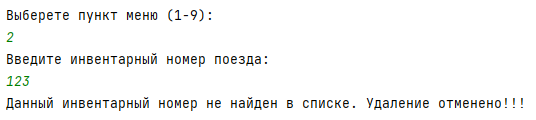 Выберете пункт меню (1-9):
2
Введите инвентарный номер поезда:
123
Данный инвентарный номер не найден в списке. Удаление отменено!!!